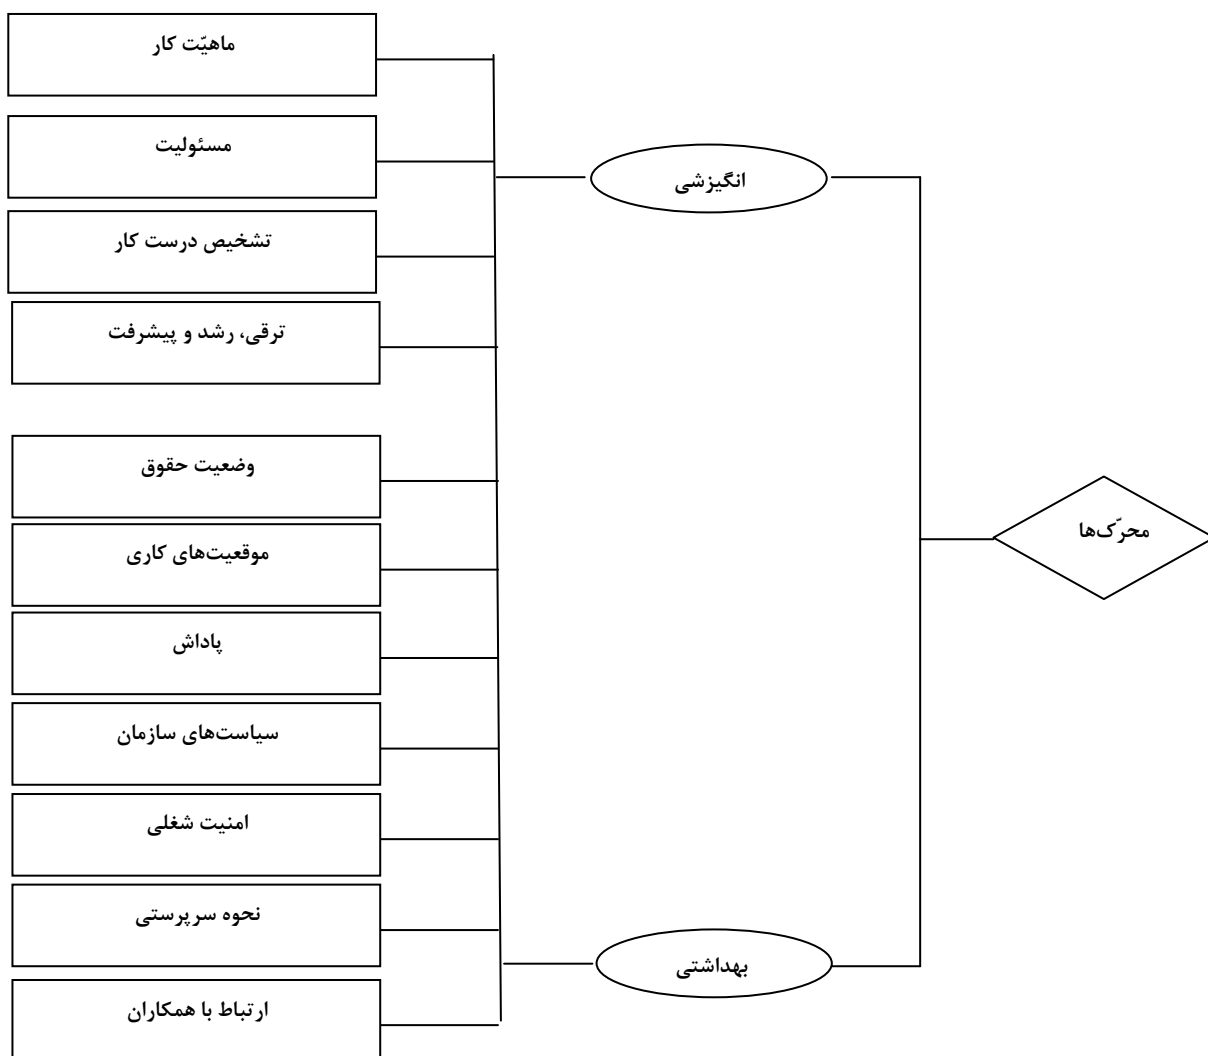 محرّک‌ها
انگیزشی
ماهیّت کار
مسئولیت
تشخیص درست کار
ترقی، رشد و پیشرفت
بهداشتی
وضعیت حقوق
موقعیت‌های کاری
پاداش
سیاست‌های سازمان
امنیت شغلی
نحوه سرپرستی
ارتباط با همکاران